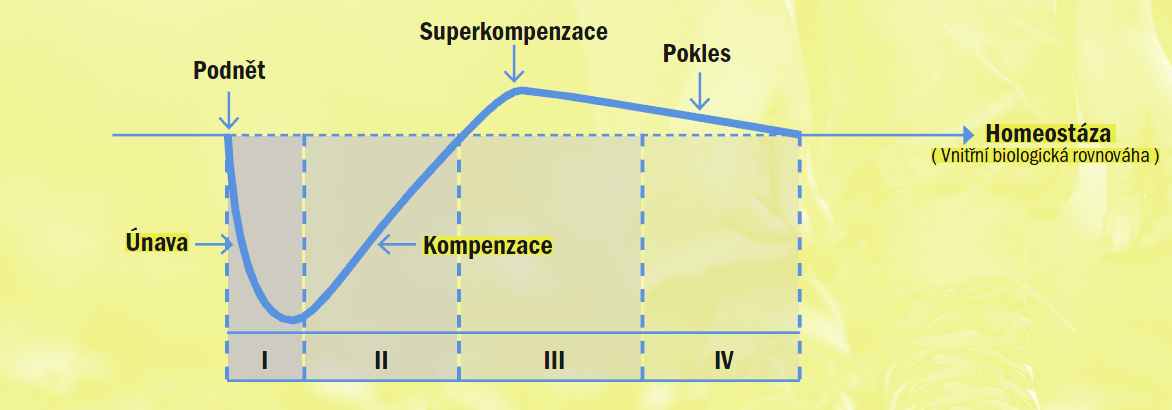 Superkompenzace
Pokles
Podnět
Homeostáza
( Vnitřní biologická rovnováha )
Únava
Kompenzace
I
II
III
IV